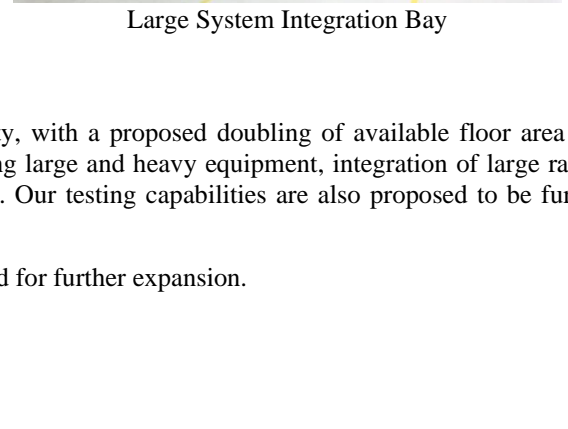 Large System Integration Bay
y, with a proposed doubling of available floor area
ng large and heavy equipment, integration of large ra
. Our testing capabilities are also proposed to be fur
d for further expansion.